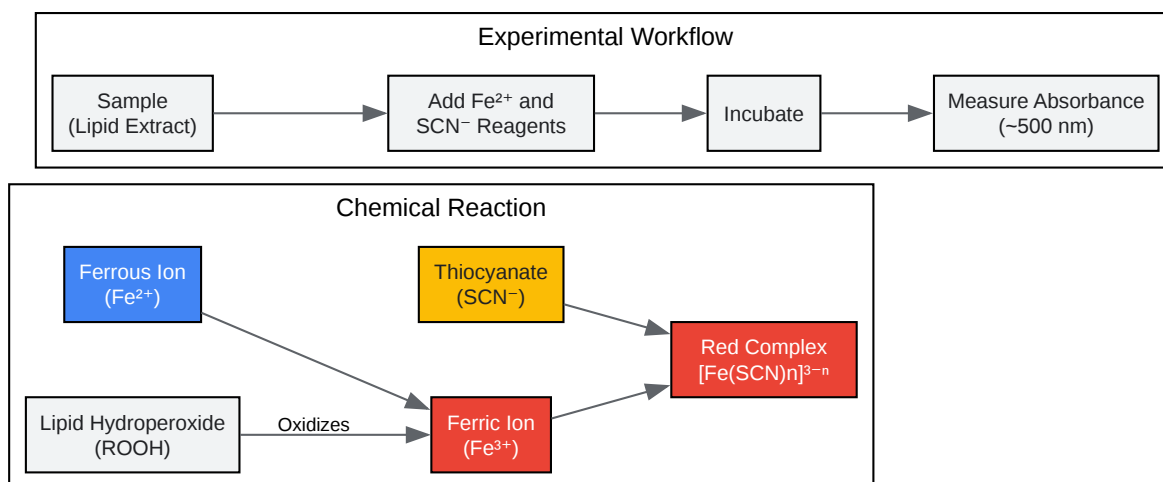 Experimental Workflow
Sample
(Lipid Extract)
Add Fe²⁺ and
SCN⁻ Reagents
Incubate
Measure Absorbance
(~500 nm)
Chemical Reaction
Ferrous Ion
(Fe²⁺)
Thiocyanate
(SCN⁻)
Red Complex
[Fe(SCN)n]³⁻ⁿ
Lipid Hydroperoxide
(ROOH)
Oxidizes
Ferric Ion
(Fe³⁺)